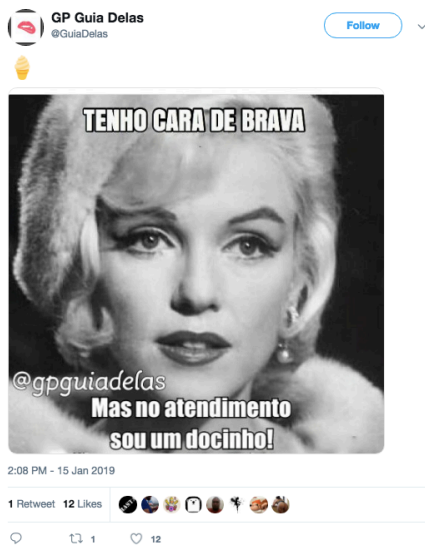 GP Guia Delas
@GuiaDelas
Follow
TENHO CARA DE BRAVA
@gpguiadelas
Mas no atendimento
sou um docinho!
2:08 PM - 15 Jan 2019
1 Retweet 12 Likes
1 12